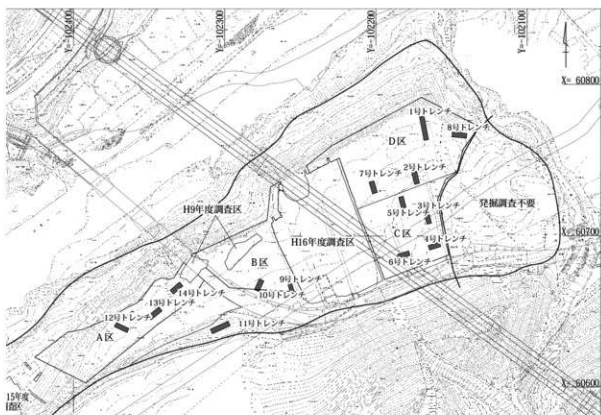 Y=-102400
Y=-102300
Y=-102200
Y=-102100
X= 60800
1号トレンチ
8号トレンチ
D区
7号トレンチ
2号トレンチ
3号トレンチ
5号トレンチ
発掘調査不要
H9年度調査区
H16年度調査区
C区
4号トレンチ
X= 60700
6号トレンチ
B区
9号トレンチ
14号トレンチ
10号トレンチ
13号トレンチ
12号トレンチ
11号トレンチ
A区
15年度
査区
X= 60600